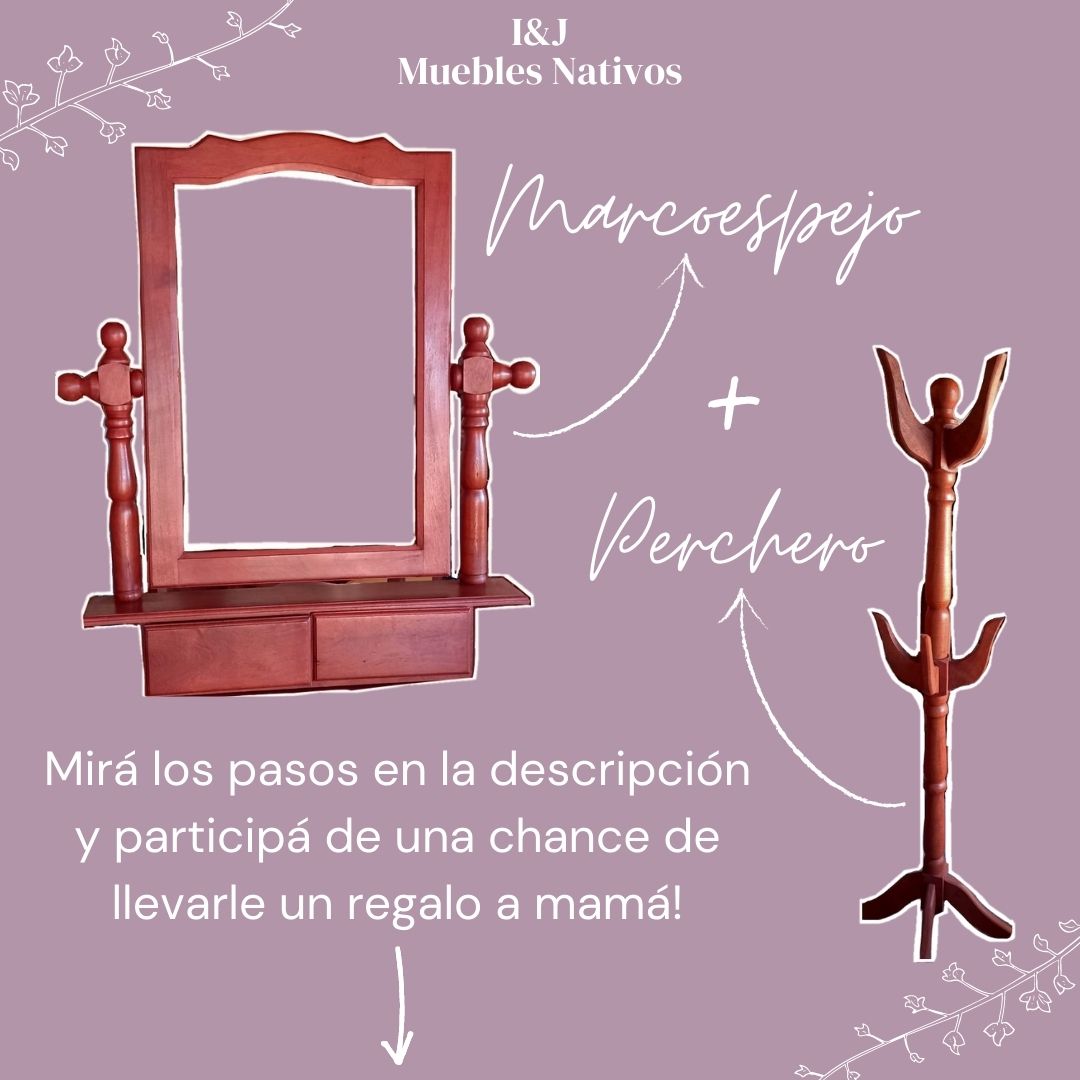 I&J
Muebles Nativos
Marcoespejo
+
Perchero
Mirá los pasos en la descripción
y participá de una chance de
llevarle un regalo a mamá!